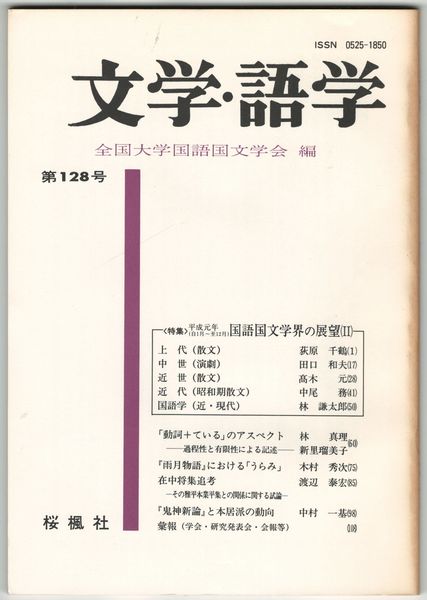 ISSN 0525-1850
文学・語学
全国大学国語国文学会 編
第128号
〈特集〉平成元年(自1月〜至12月)国語国文学界の展望(II)
上代(散文) 荻原 千鶴(1)
中世(演劇) 田口 和夫(17)
近世(散文) 髙木 元(28)
近代(昭和期散文) 中尾 務(41)
国語学(近・現代) 林 謙太郎(50)
「動詞+ている」のアスペクト 林 真理
――過程性と有限性による記述―― 新里瑠美子(60)
『雨月物語』における「うらみ」 木村 秀次(75)
在中将集追考 渡辺 泰宏(85)
―その雅平本業平集との関係に関する試論―
『鬼神新論』と本居派の動向 中村 一基(98)
彙報(学会・研究発表会・会報等)
桜楓社